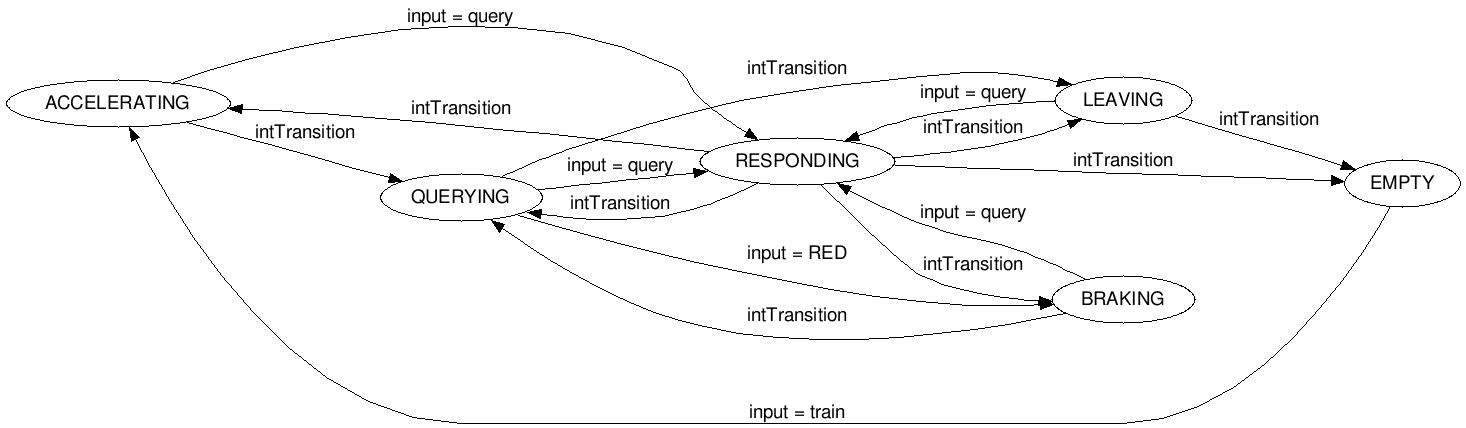 input = query
intTransition
LEAVING
ACCELERATING
input = query
intTransition
intTransition
intTransition
intTransition
RESPONDING
intTransition
input = query
EMPTY
QUERYING
intTransition
input = query
input = RED
intTransition
BRAKING
intTransition
input = train